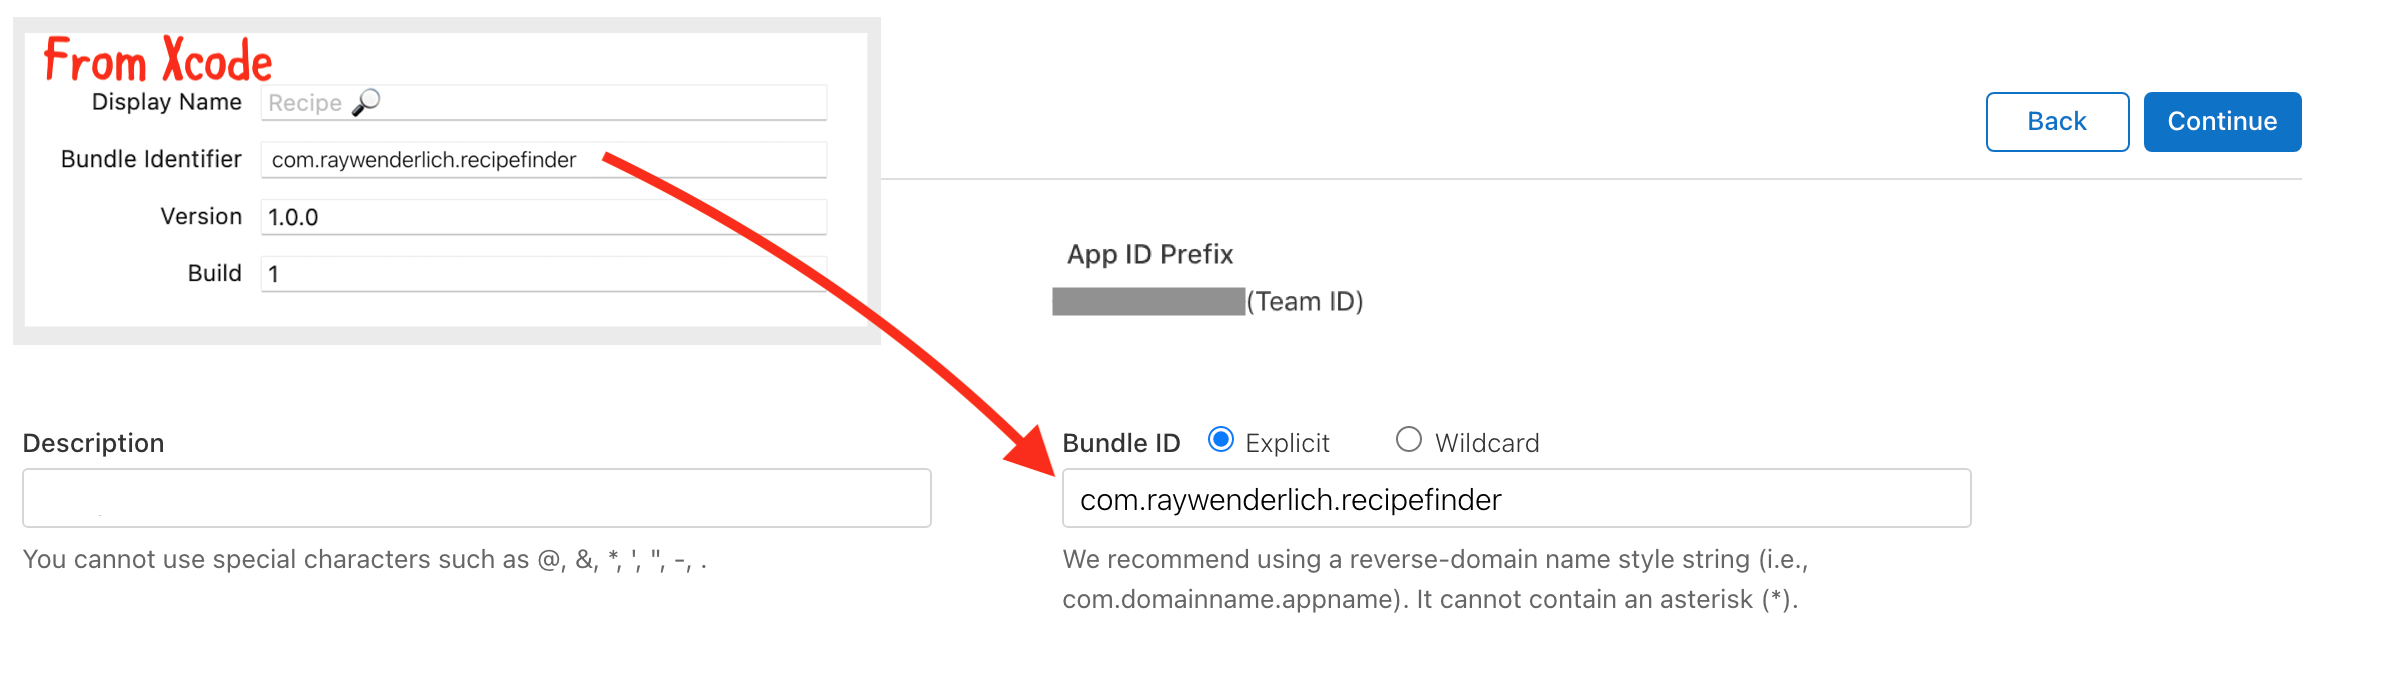 From Xcode
Display Name Recipe 🔎
Bundle Identifier com.raywenderlich.recipefinder
Version 1.0.0
Build 1
Back Continue
App ID Prefix
(Team ID)
Description
You cannot use special characters such as @, &, *, ', ", -, .
Bundle ID Explicit Wildcard
com.raywenderlich.recipefinder
We recommend using a reverse-domain name style string (i.e.,
com.domainname.appname). It cannot contain an asterisk (*).